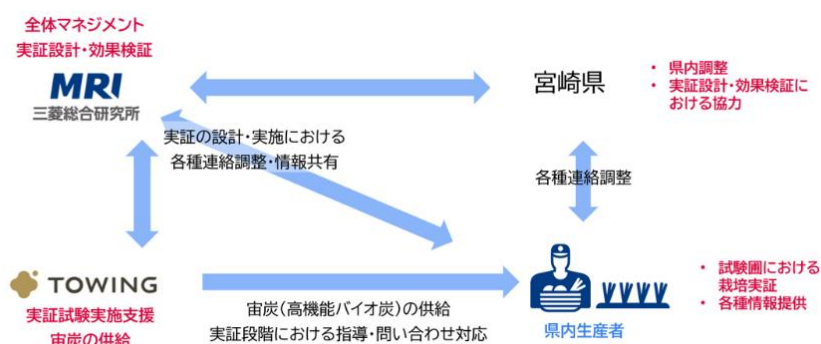 全体マネジメント
実証設計・効果検証
MRI
三菱総合研究所
宮崎県
• 県内調整
• 実証設計・効果検証に
おける協力
実証の設計・実施における
各種連絡調整・情報共有
各種連絡調整
TOWING
実証試験実施支援
宙炭の供給
宙炭(高機能バイオ炭)の供給
実証段階における指導・問い合わせ対応
県内生産者
• 試験圃における
栽培実証
• 各種情報提供